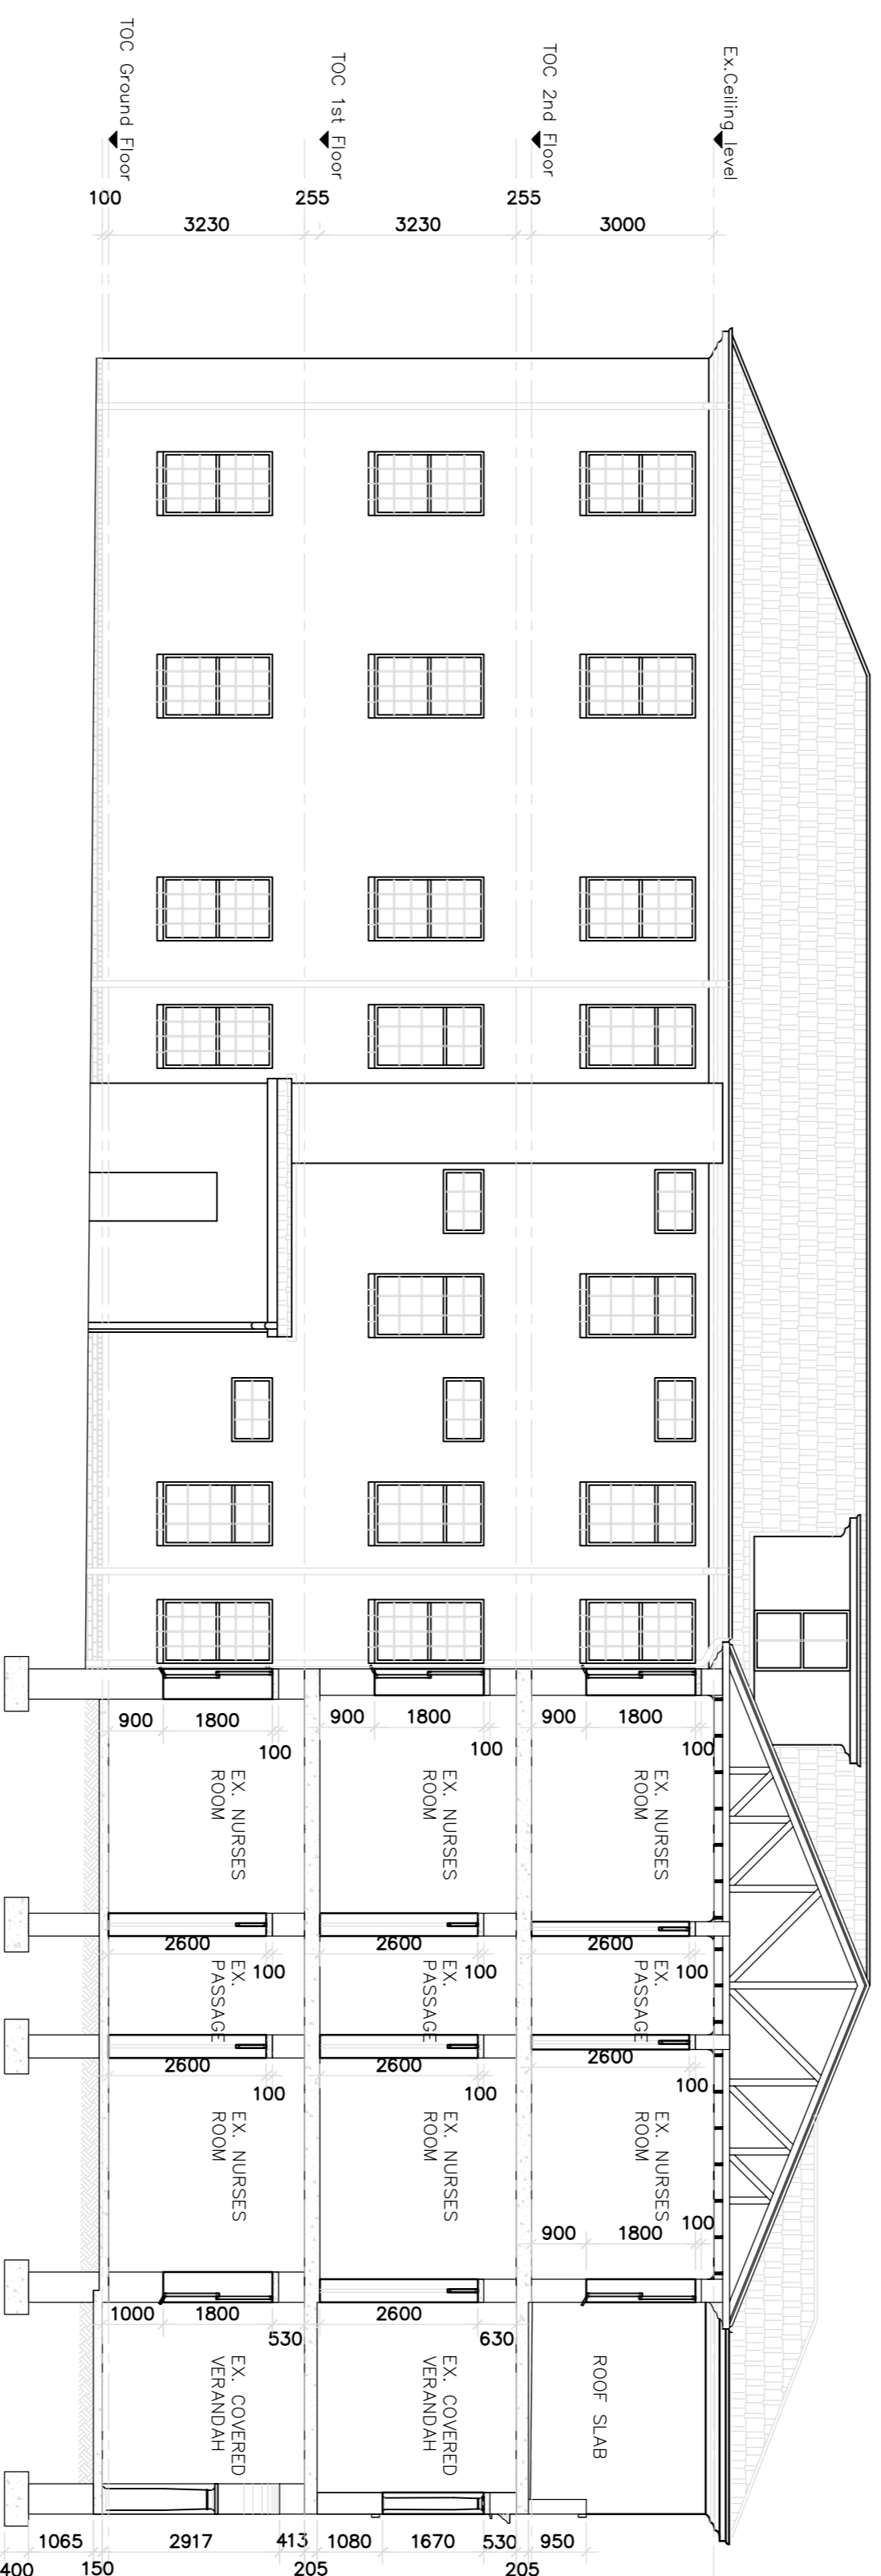 Ex.Ceiling level
TOC 2nd Floor
TOC 1st Floor
TOC Ground Floor
100
3230
255
3230
255
3000
900
1800
100
900
1800
100
900
1800
100
EX. NURSES
ROOM
EX. NURSES
ROOM
EX. NURSES
ROOM
2600
100
2600
100
2600
100
EX.
PASSAGE
EX.
PASSAGE
EX.
PASSAGE
2600
100
2600
100
2600
100
EX. NURSES
ROOM
EX. NURSES
ROOM
EX. NURSES
ROOM
900
1800
100
1000
1800
530
2600
630
EX. COVERED
VERANDAH
EX. COVERED
VERANDAH
ROOF SLAB
400
1065
150
2917
413
205
1080
1670
530
205
950